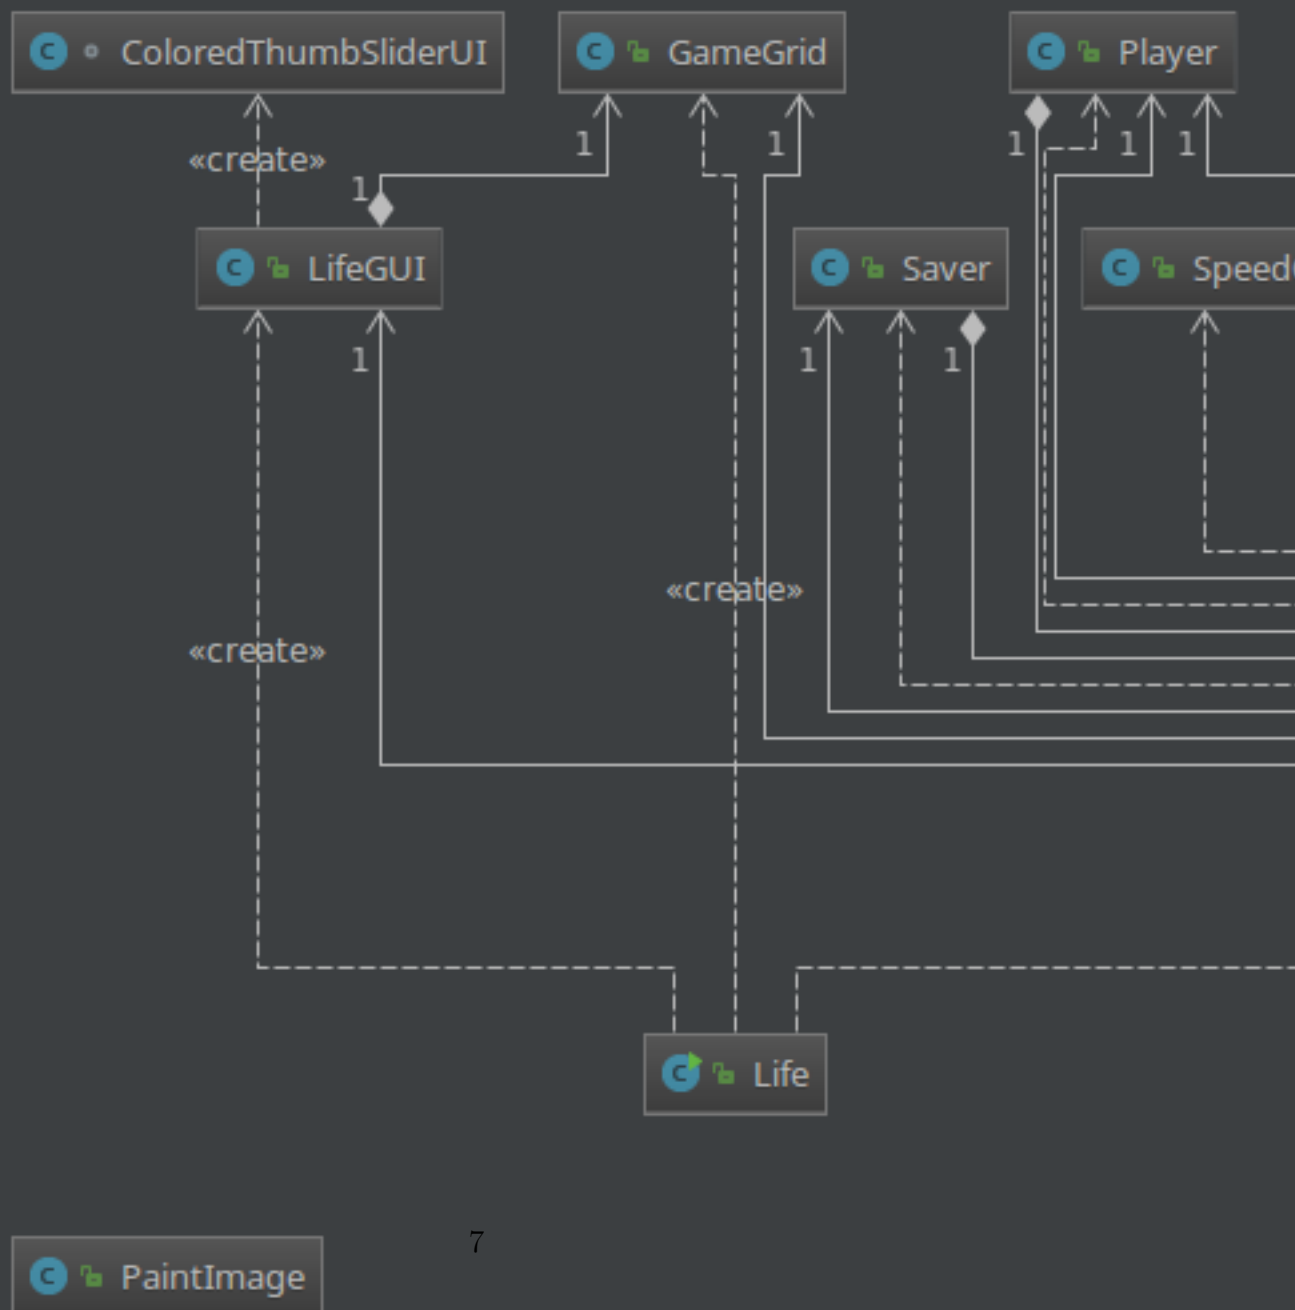 ColoredThumbSliderUI
GameGrid
Player
«create»
1
1
1
1
1
1
LifeGUI
Saver
Speed
1
1
1
«create»
«create»
Life
7
PaintImage